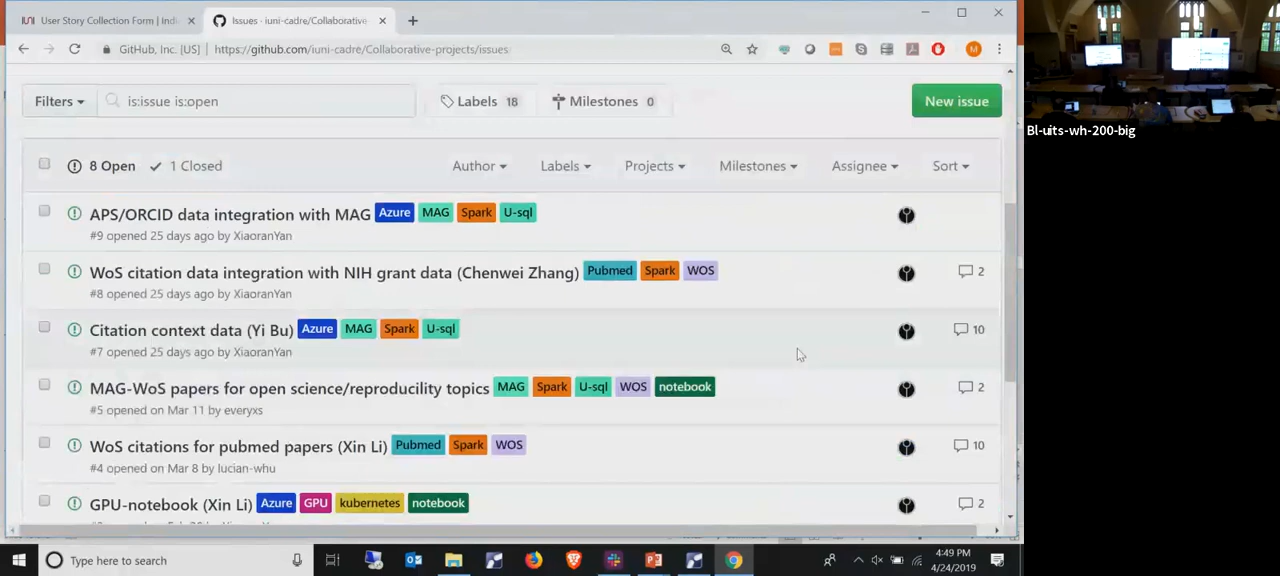 User Story Collection Form | Indi
Issues · iuni-cadre/Collaborative-
GitHub, Inc. [US] | https://github.com/iuni-cadre/Collaborative-projects/issues
M
Filters
is:issue is:open
Labels 18
Milestones 0
New issue
8 Open
1 Closed
Author
Labels
Projects
Milestones
Assignee
Sort
APS/ORCID data integration with MAG Azure MAG Spark U-sql
#9 opened 25 days ago by XiaoranYan
WoS citation data integration with NIH grant data (Chenwei Zhang) Pubmed Spark WOS 2
#8 opened 25 days ago by XiaoranYan
Citation context data (Yi Bu) Azure MAG Spark U-sql 10
#7 opened 25 days ago by XiaoranYan
MAG-WoS papers for open science/reproducility topics MAG Spark U-sql WOS notebook 2
#5 opened on Mar 11 by everyxs
WoS citations for pubmed papers (Xin Li) Pubmed Spark WOS 10
#4 opened on Mar 8 by lucian-whu
GPU-notebook (Xin Li) Azure GPU kubernetes notebook 2
Type here to search
4:49 PM
4/24/2019
Bl-uits-wh-200-big